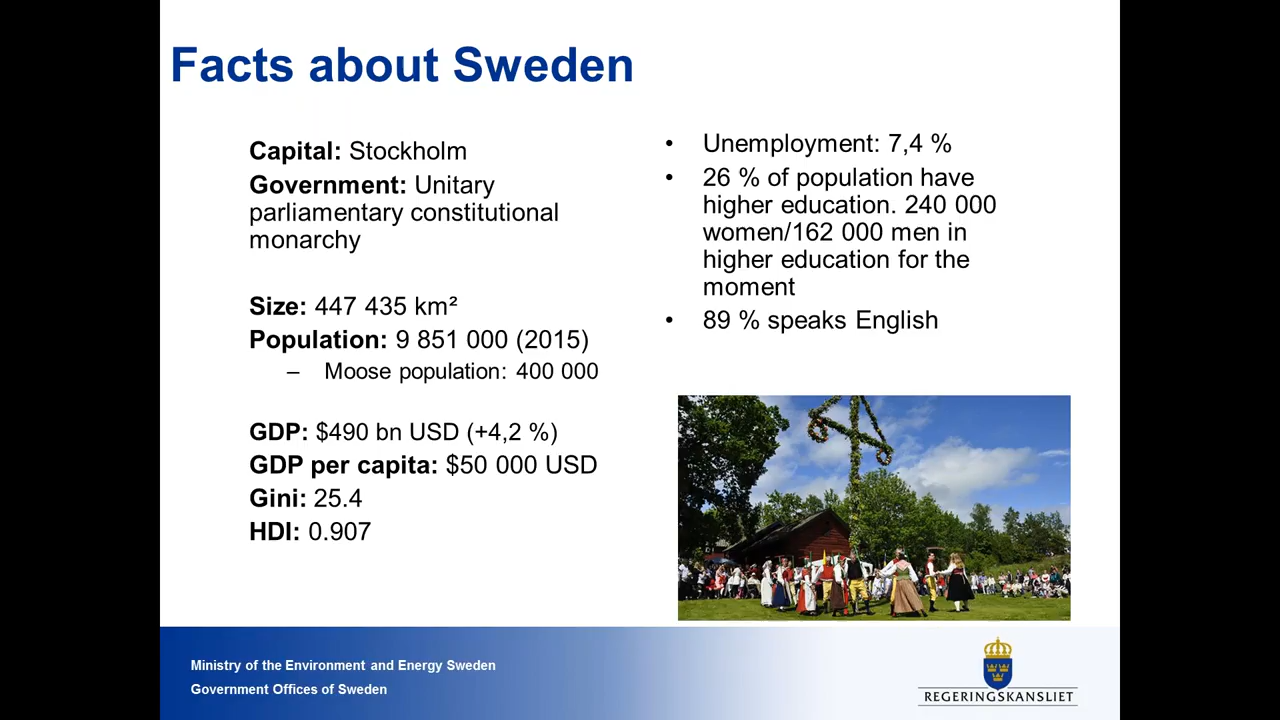 Facts about Sweden
Capital: Stockholm
Government: Unitary
parliamentary constitutional
monarchy
Size: 447 435 km²
Population: 9 851 000 (2015)
– Moose population: 400 000
GDP: $490 bn USD (+4,2 %)
GDP per capita: $50 000 USD
Gini: 25.4
HDI: 0.907
• Unemployment: 7,4 %
• 26 % of population have
higher education. 240 000
women/162 000 men in
higher education for the
moment
• 89 % speaks English
Ministry of the Environment and Energy Sweden
Government Offices of Sweden
REGERINGSKANSLIET